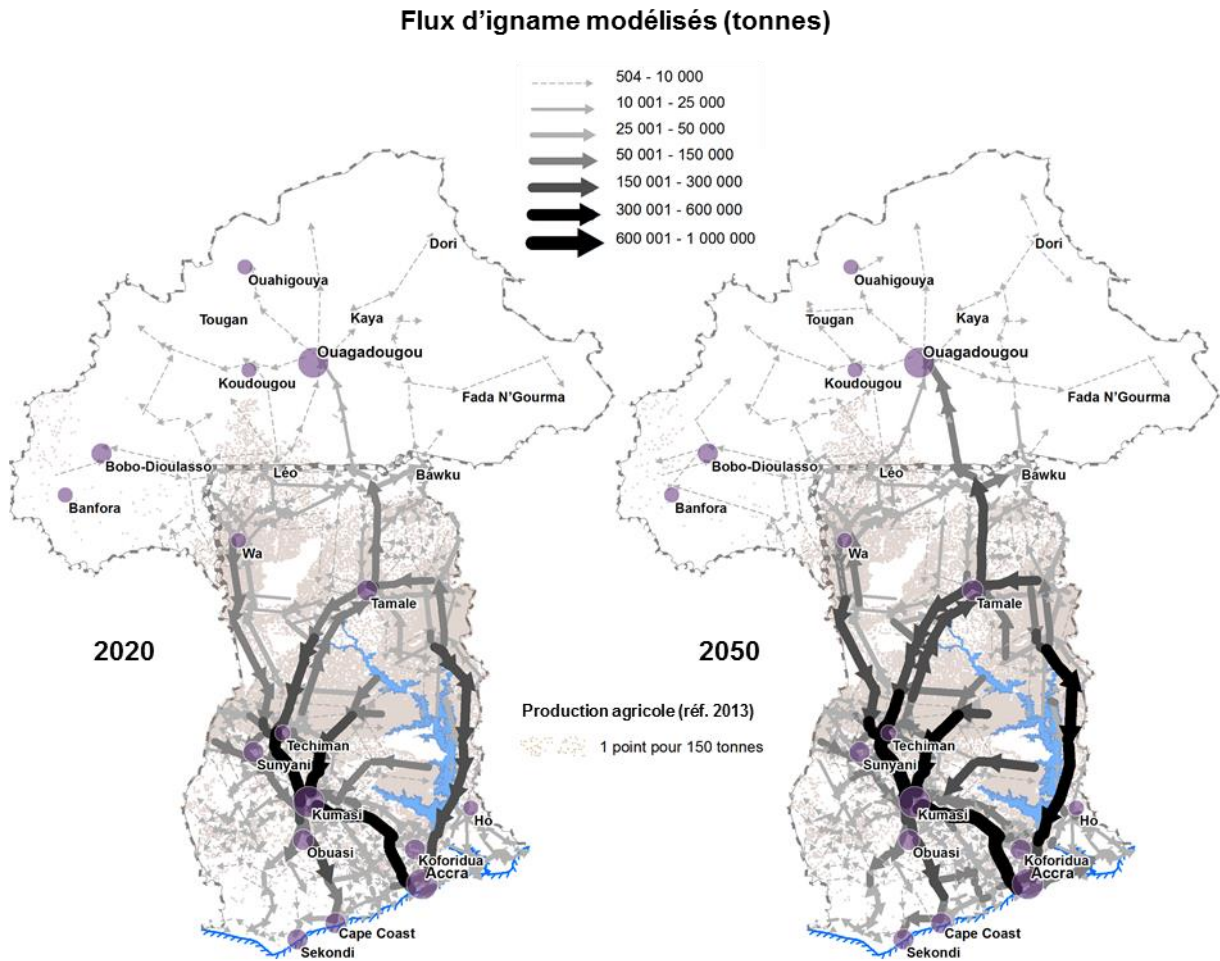 Flux d’igname modélisés (tonnes)
504 - 10 000
10 001 - 25 000
25 001 - 50 000
50 001 - 150 000
150 001 - 300 000
300 001 - 600 000
600 001 - 1 000 000
Dori
Ouahigouya
Tougan
Kaya
Ouagadougou
Koudougou
Fada N’Gourma
Bobo-Dioulasso
Léo
Bawku
Banfora
Wa
Tamale
2020
Techiman
Sunyani
Kumasi
Ho
Obuasi
Koforidua
Accra
Cape Coast
Sekondi
Production agricole (réf. 2013)
1 point pour 150 tonnes
Dori
Ouahigouya
Tougan
Kaya
Ouagadougou
Koudougou
Fada N’Gourma
Bobo-Dioulasso
Léo
Bawku
Banfora
Wa
Tamale
2050
Techiman
Sunyani
Kumasi
Ho
Obuasi
Koforidua
Accra
Cape Coast
Sekondi